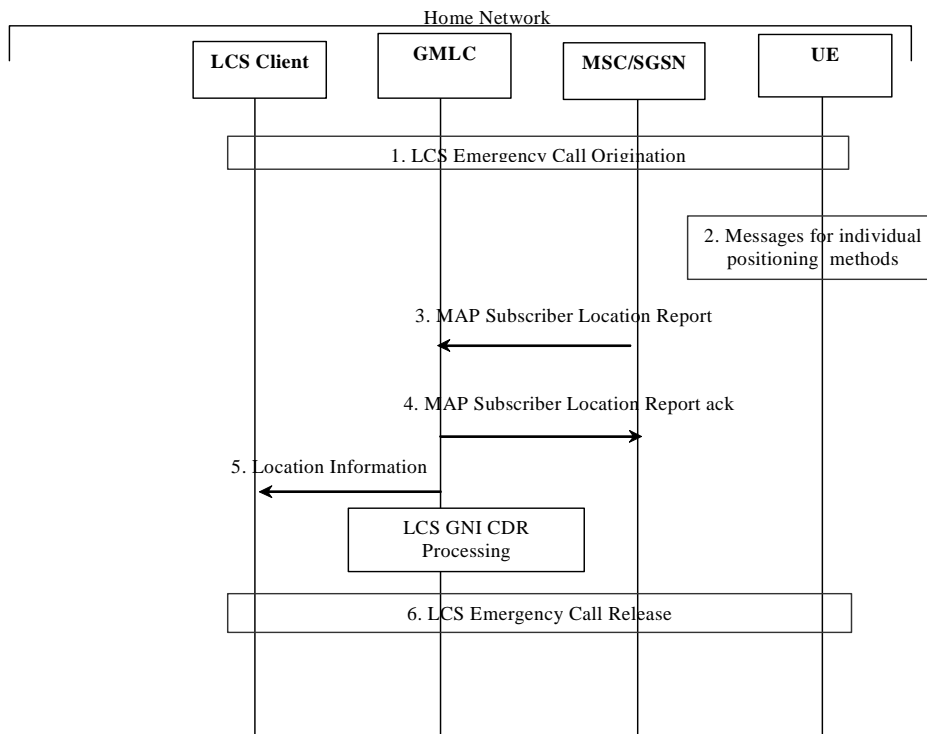 Home Network
LCS Client
GMLC
MSC/SGSN
UE
1. LCS Emergency Call Origination
2. Messages for individual
positioning methods
3. MAP Subscriber Location Report
4. MAP Subscriber Location Report ack
5. Location Information
LCS GNI CDR
Processing
6. LCS Emergency Call Release